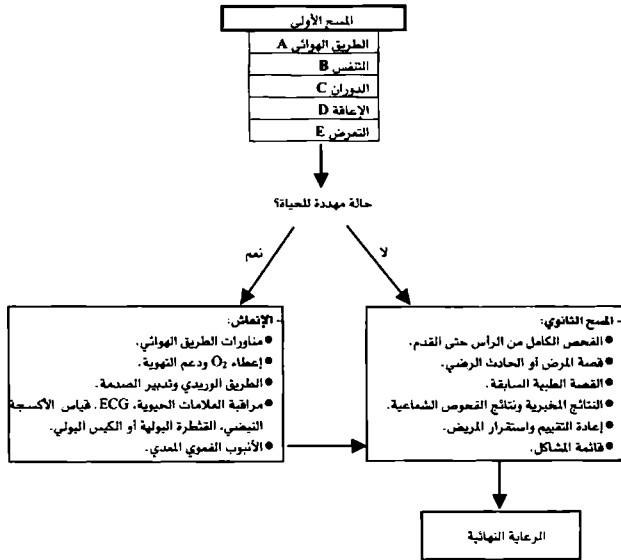 المسح الأولي
الطريق الهوائي A
التنفس B
الدوران C
الإعاقة D
التعرض E
حالة مهددة للحياة؟
نعم
لا
- الإنعاش:
● مناورات الطريق الهوائي.
● إعطاء O₂ ودعم التهوية.
● الطريق الوريدي وتدبير الصدمة.
● مراقبة العلامات الحيوية، ECG، قياس الأكسجة
النبضي، القثطرة البولية أو الكيس البولي.
● الأنبوب الفموي المعدي.
- المسح الثانوي:
● الفحص الكامل من الرأس حتى القدم.
● قصة المرض أو الحادث الرضي.
● القصة الطبية السابقة.
● النتائج المخبرية ونتائج الفحوص الشعاعية.
● إعادة التقييم واستقرار المريض.
● قائمة المشاكل.
الرعاية النهائية